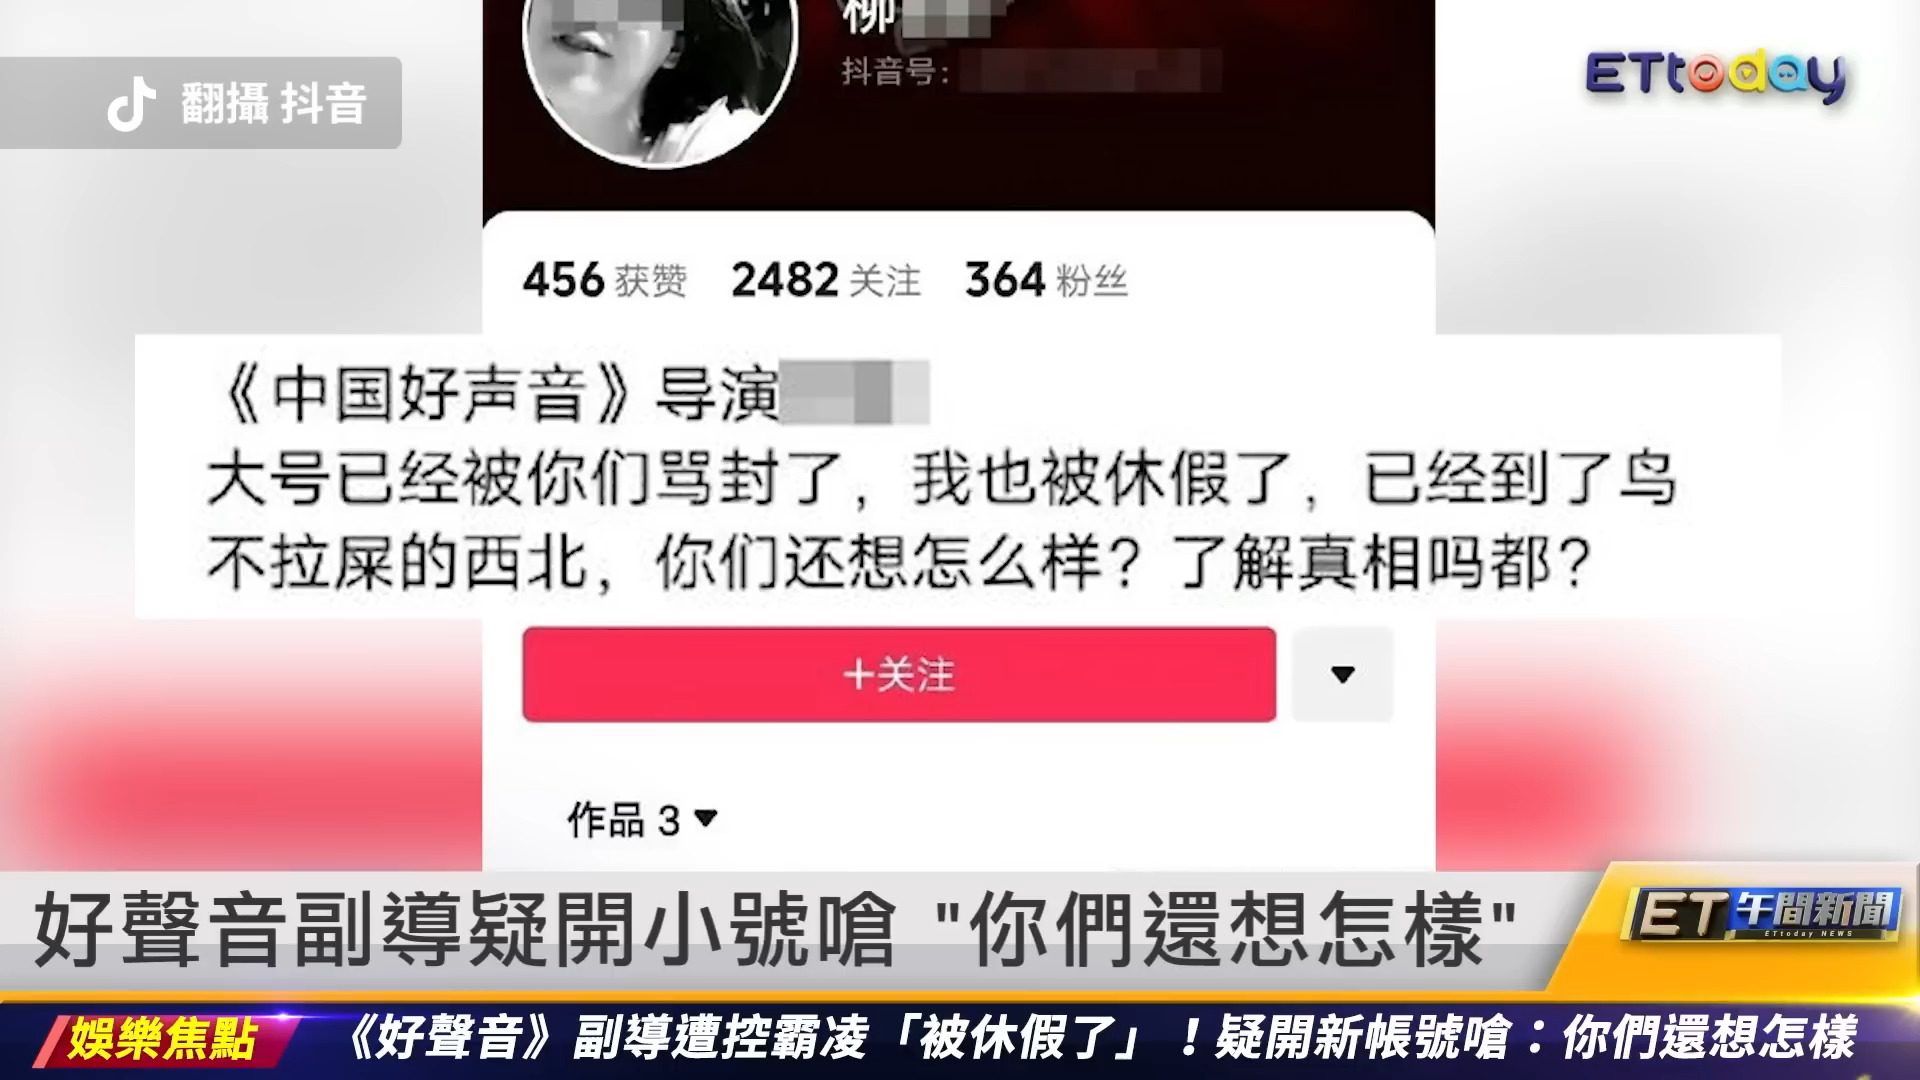 柳
抖音号：
翻攝 抖音
ETtoday
456 获赞 2482 关注 364 粉丝
《中国好声音》导演
大号已经被你们骂封了，我也被休假了，已经到了鸟
不拉屎的西北，你们还想怎么样？了解真相吗都？
+关注
作品 3
好聲音副導疑開小號嗆 "你們還想怎樣"
ET午間新聞
ETtoday NEWS
娛樂焦點 《好聲音》副導遭控霸凌「被休假了」！疑開新帳號嗆：你們還想怎樣